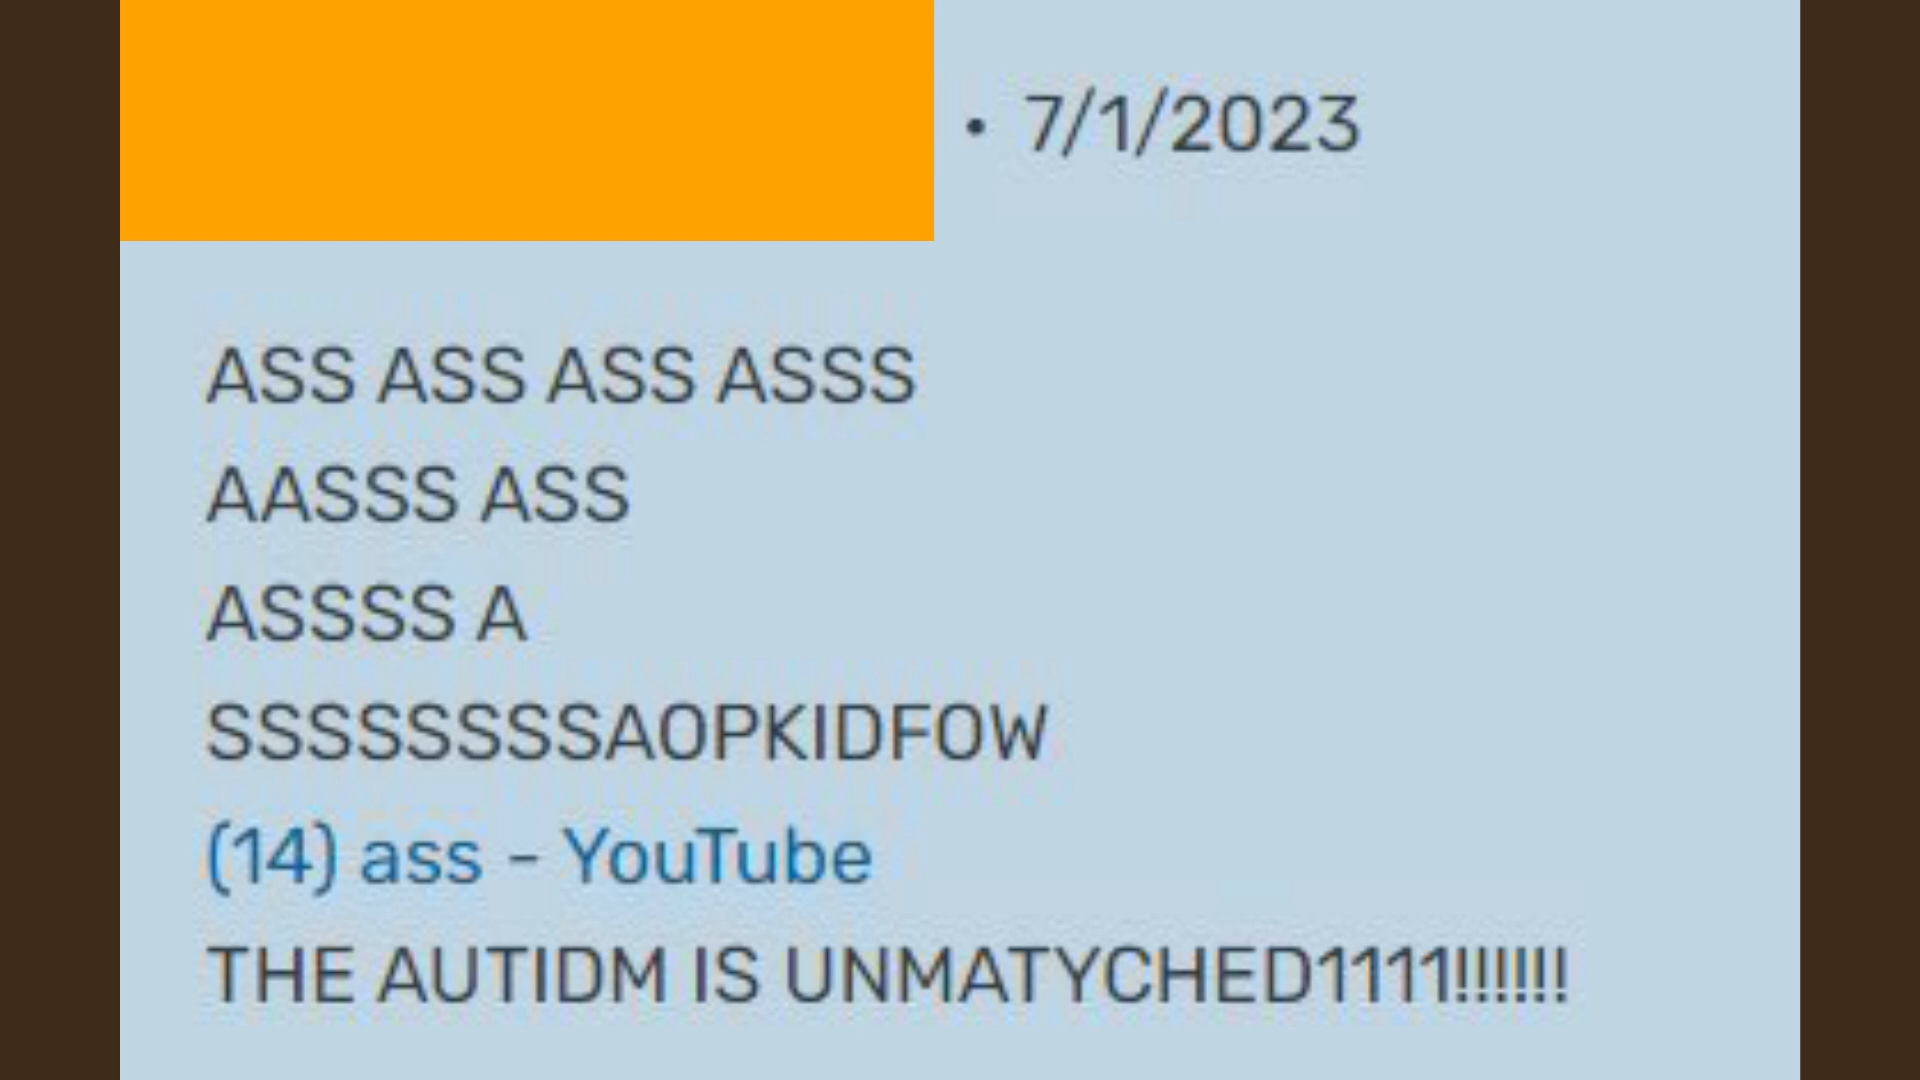 • 7/1/2023
ASS ASS ASS ASSS
AASSS ASS
ASSSS A
SSSSSSSSAOPKIDFOW
(14) ass - YouTube
THE AUTIDM IS UNMATYCHED1111!!!!!!